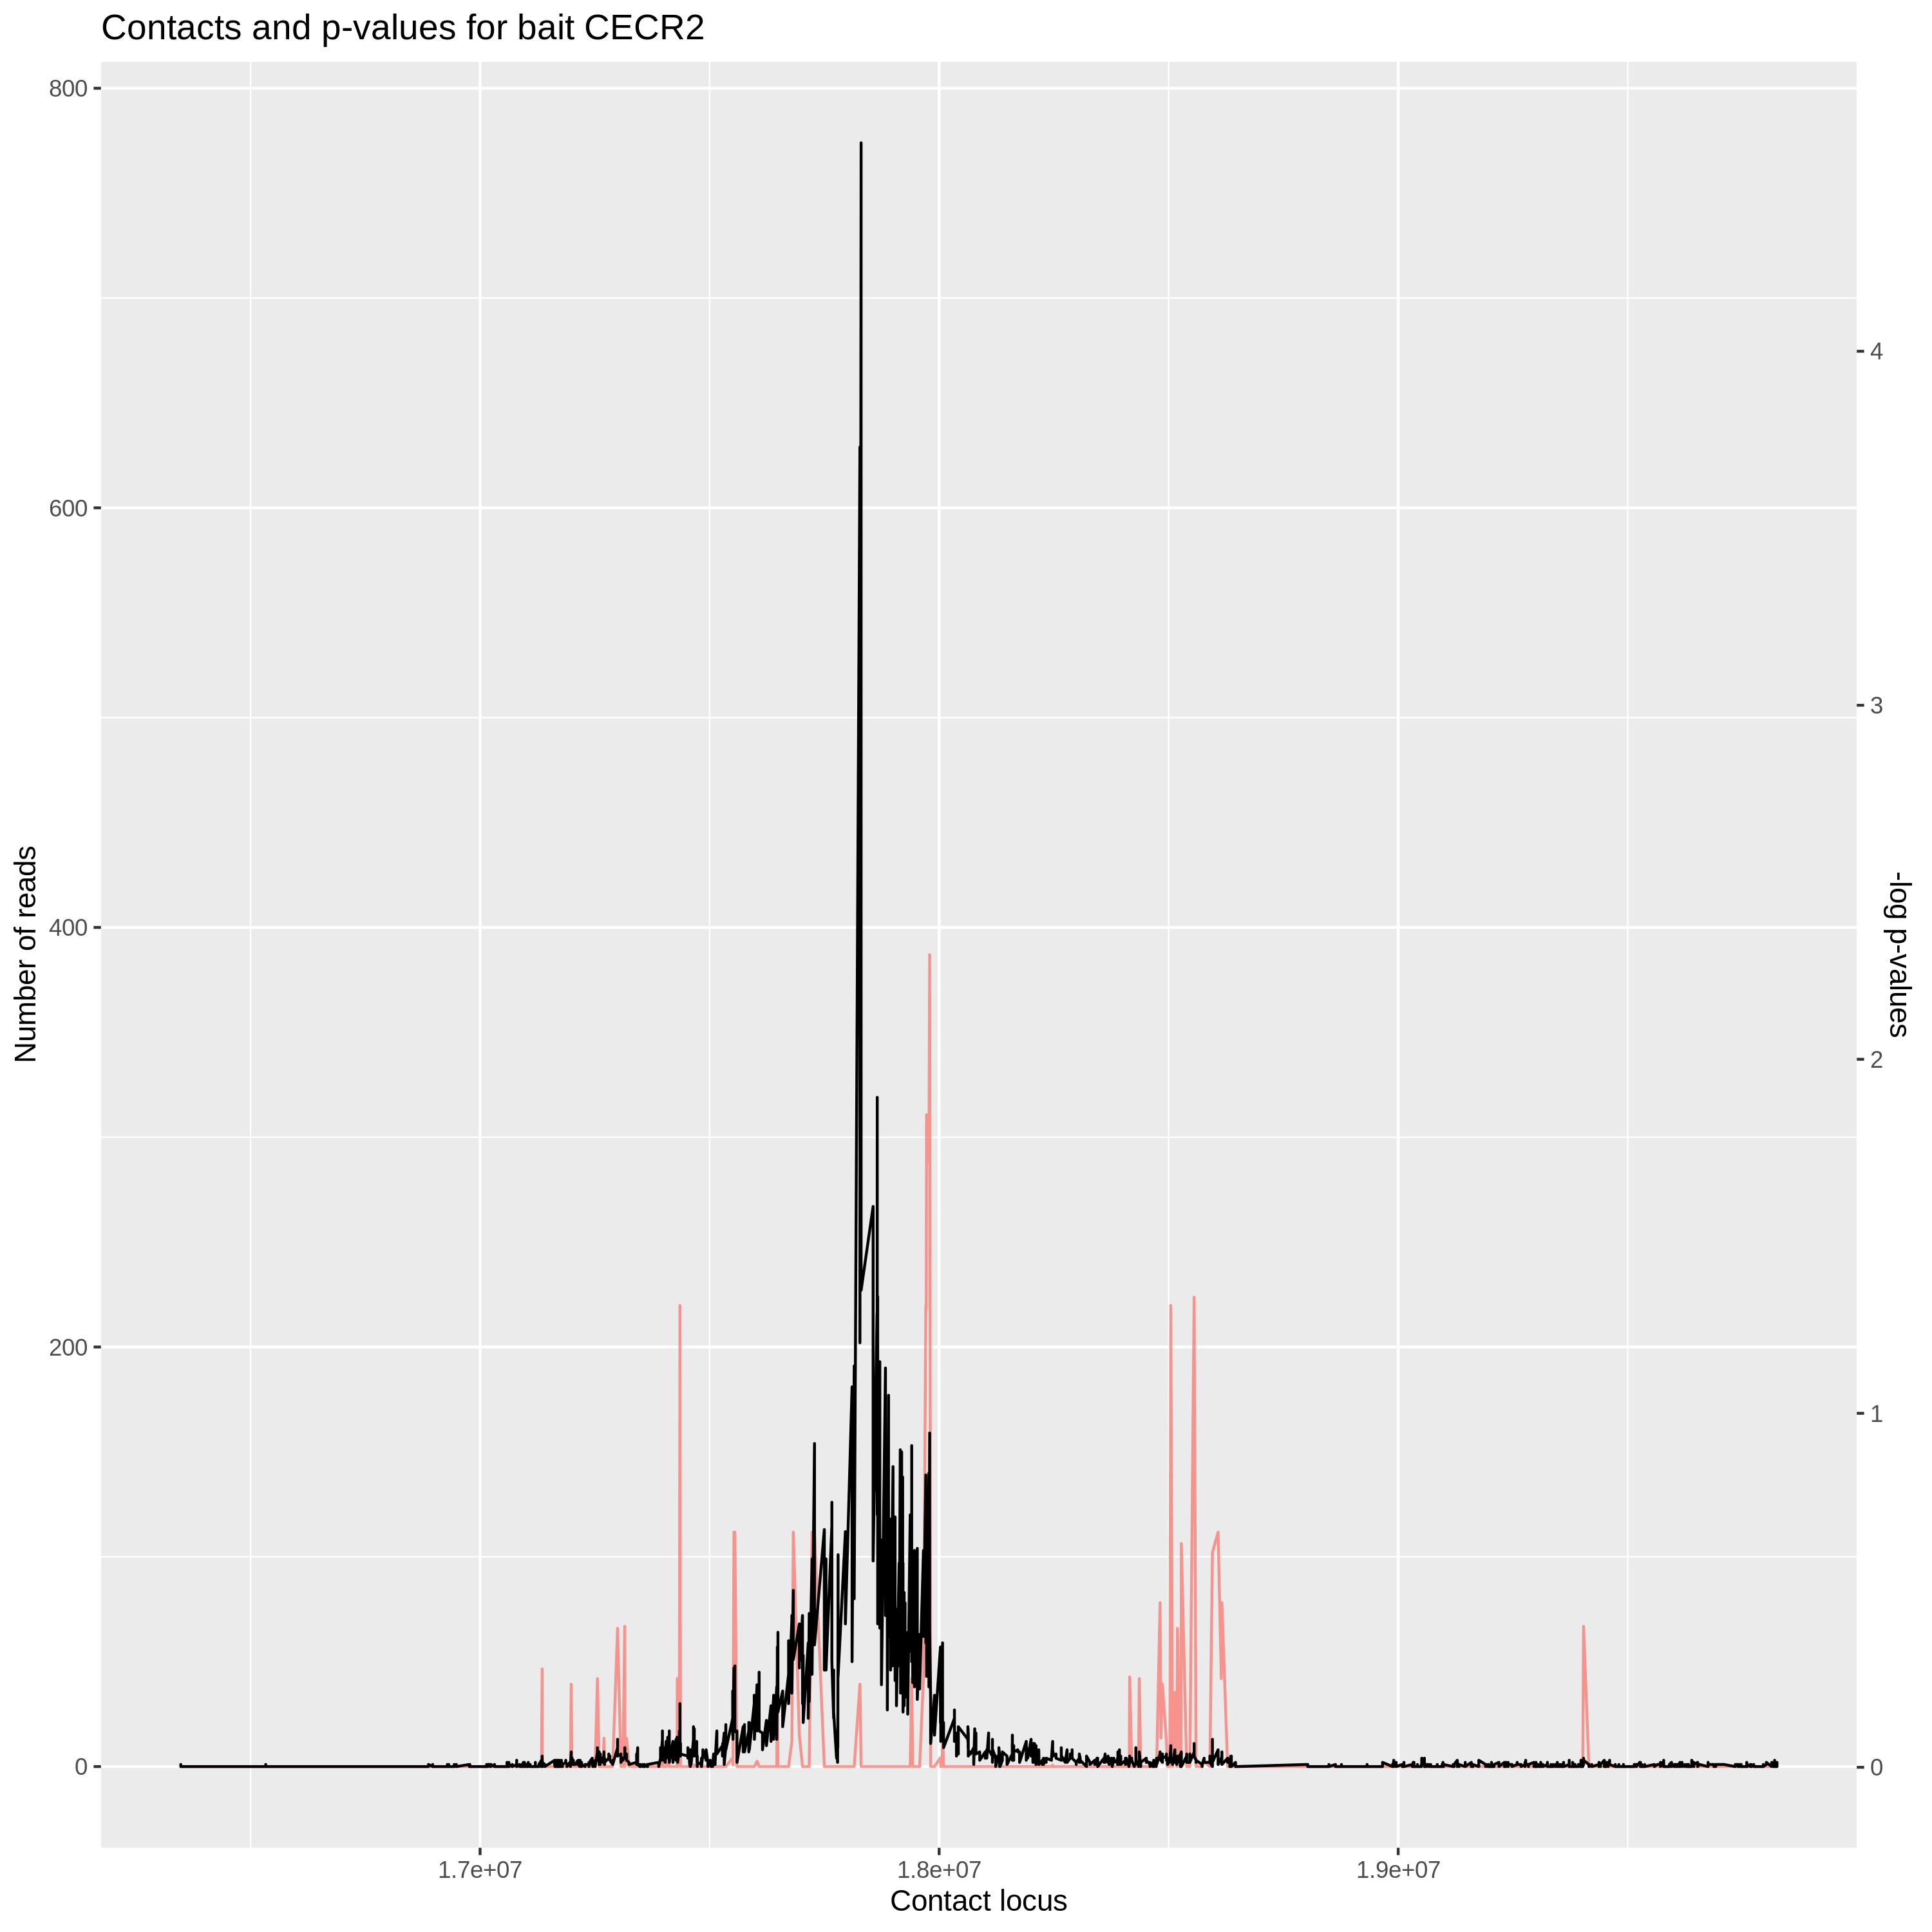 Contacts and p-values for bait CECR2
800
600
400
200
0
Number of reads
4
3
2
1
0
-log p-values
1.7e+07
1.8e+07
1.9e+07
Contact locus